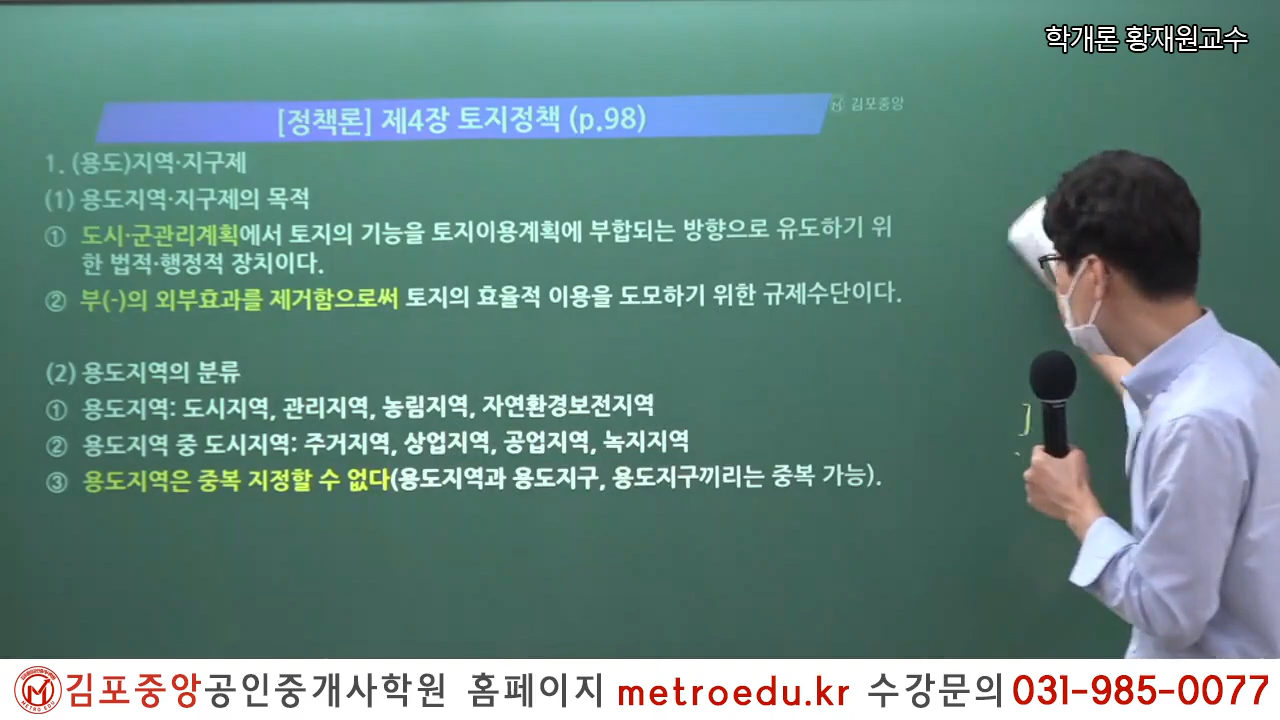 학개론 황재원교수
[정책론] 제4장 토지정책 (p.98)
김포중앙
1. (용도)지역·지구제
(1) 용도지역·지구제의 목적
① 도시·군관리계획에서 토지의 기능을 토지이용계획에 부합되는 방향으로 유도하기 위
한 법적·행정적 장치이다.
② 부(-)의 외부효과를 제거함으로써 토지의 효율적 이용을 도모하기 위한 규제수단이다.
(2) 용도지역의 분류
① 용도지역: 도시지역, 관리지역, 농림지역, 자연환경보전지역
② 용도지역 중 도시지역: 주거지역, 상업지역, 공업지역, 녹지지역
③ 용도지역은 중복 지정할 수 없다(용도지역과 용도지구, 용도지구끼리는 중복 가능).
METRO EDU
김포중앙공인중개사학원 홈페이지 metroedu.kr 수강문의 031-985-0077